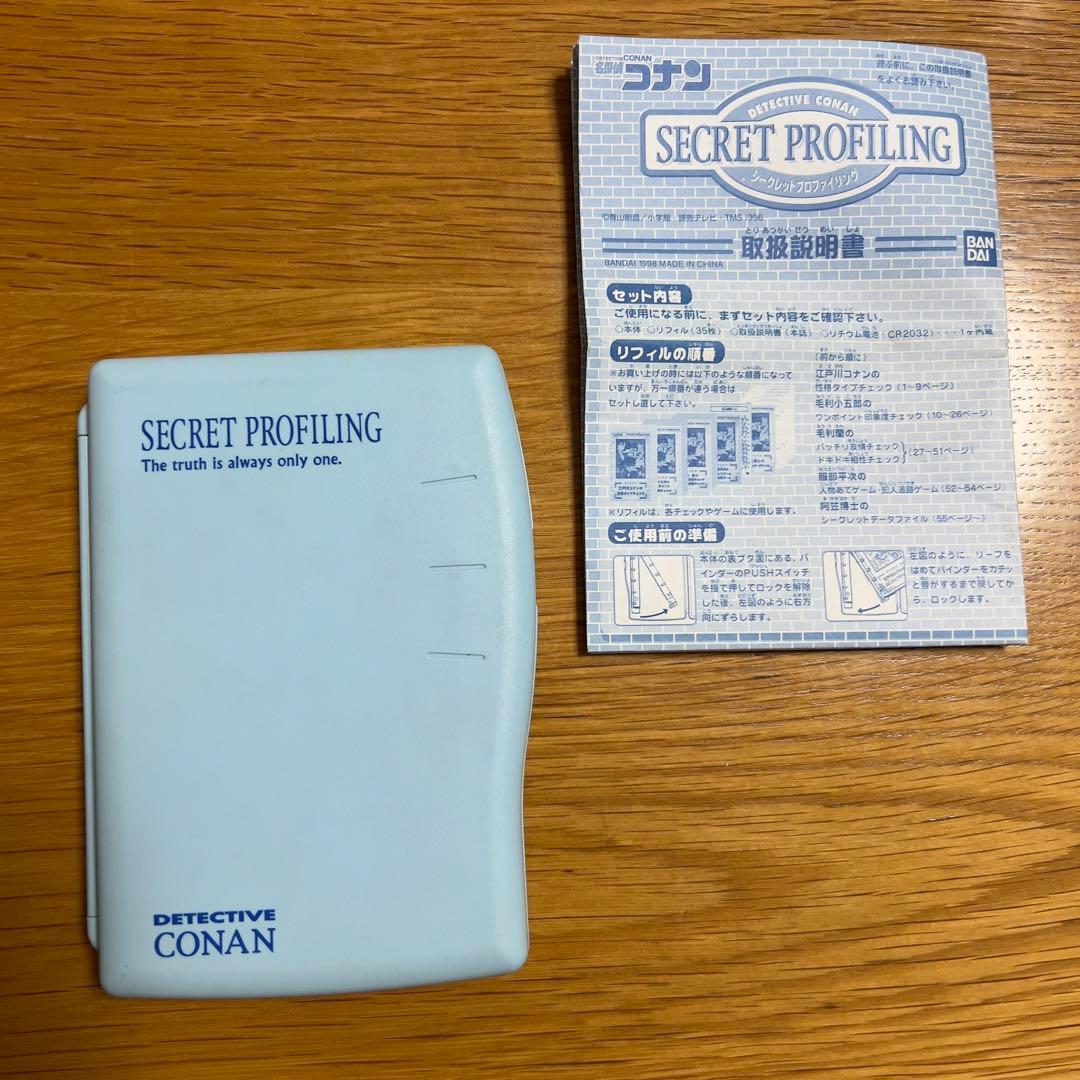 SECRET PROFILING
The truth is always only one.
DETECTIVE
CONAN
DETECTIVE CONAN
名探偵コナン
遊ぶ前に、この取扱説明書
をよくお読み下さい。
DETECTIVE CONAN
SECRET PROFILING
シークレットプロファイリング
©青山剛昌／小学館・読売テレビ・TMS 1996
とりあつかいせつめいしょ
取扱説明書
BANDAI 1998 MADE IN CHINA
BAN
DAI
セット内容
ご使用になる前に、まずセット内容をご確認下さい。
○本体 ○リフィル（35枚） ○取扱説明書（本誌） ○リチウム電池（CR2032）・・・1ヶ内蔵
リフィルの順番
※お買い上げの時には以下のような順番になって
いますが、万一順番が違う場合は
セットし直して下さい。
※リフィルは、各チェックやゲームに使用します。
（前から順に）
江戸川コナンの
性格タイプチェック（1〜9ページ）
毛利小五郎の
ワンポイント印象度チェック（10〜26ページ）
毛利蘭の
バッチリ友情チェック
ドキドキ相性チェック
（27〜51ページ）
服部平次の
人物あてゲーム・犯人追跡ゲーム（52〜54ページ）
阿笠博士の
シークレットデータファイル（55ページ〜）
ご使用前の準備
本体の表ブタ面にある、バ
インダーのPUSHスイッチ
を指で押してロックを解除
した後、左図のように右方
向にずらします。
左図のように、リーフを
はめてバインダーをカチッ
と音がするまで戻してか
ら、ロックします。